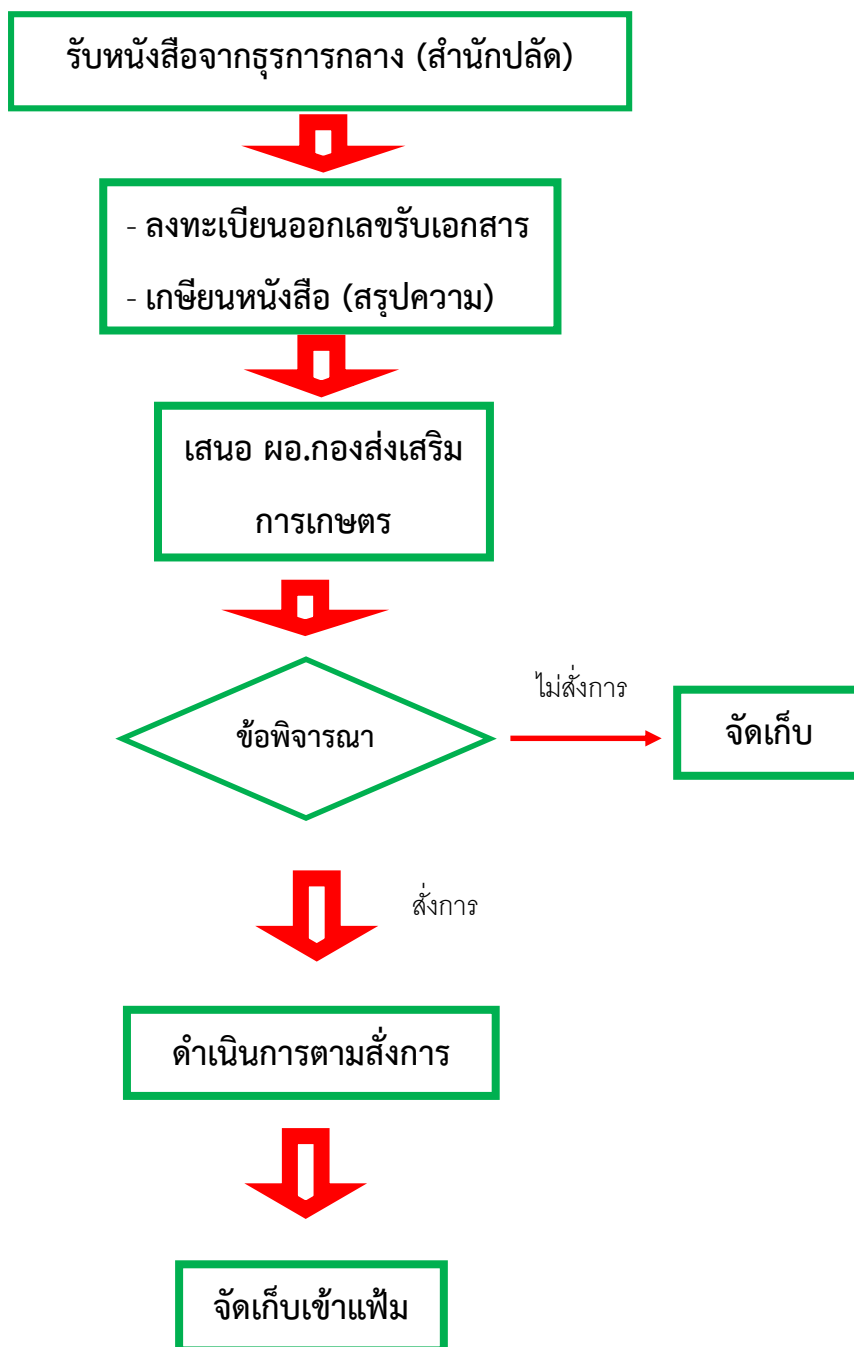 รับหนังสือจากธุรการกลาง (สำนักปลัด)
- ลงทะเบียนออกเลขรับเอกสาร
- เกษียนหนังสือ (สรุปความ)
เสนอ ผอ.กองส่งเสริม
การเกษตร
ข้อพิจารณา
ไม่สั่งการ
จัดเก็บ
สั่งการ
ดำเนินการตามสั่งการ
จัดเก็บเข้าแฟ้ม